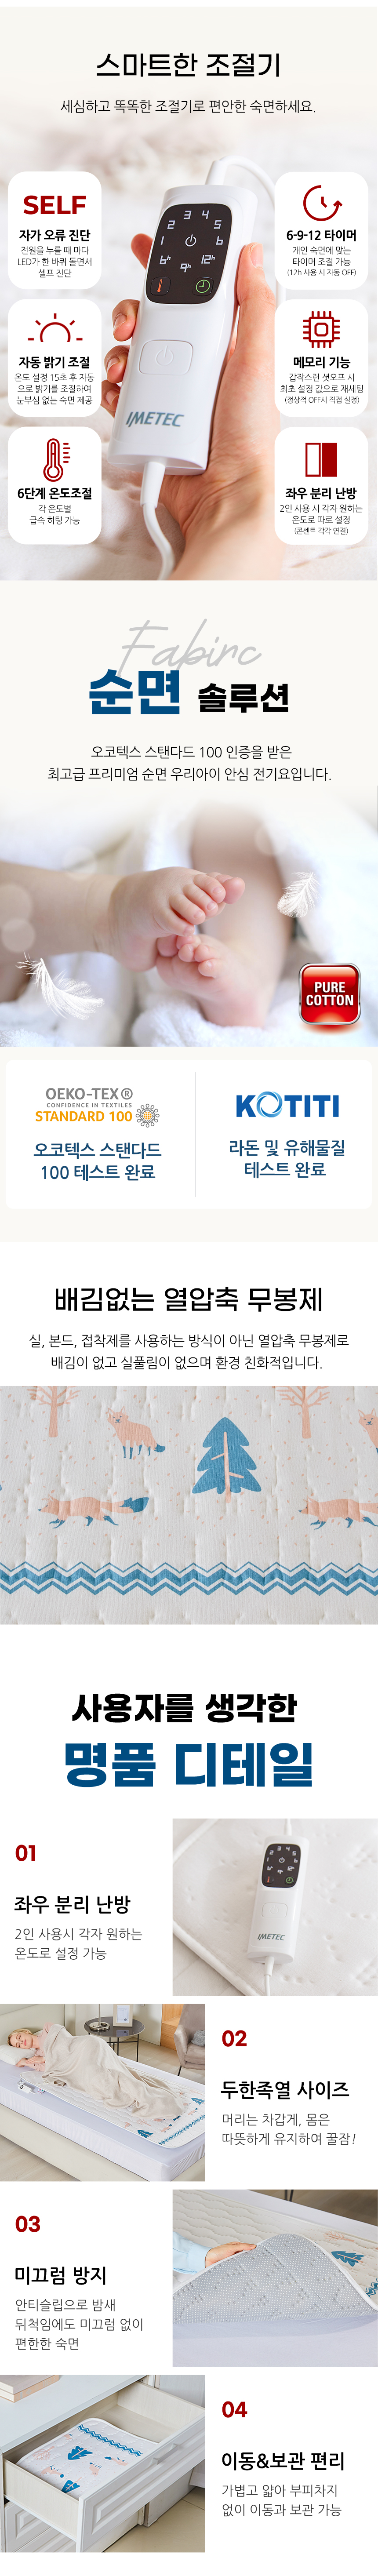 스마트한 조절기
세심하고 똑똑한 조절기로 편안한 숙면하세요.
SELF
자가 오류 진단
전원을 누를 때 마다
LED가 한 바퀴 돌면서
셀프 진단
6-9-12 타이머
개인 숙면에 맞는
타이머 조절 가능
(12h 사용 시 자동 OFF)
자동 밝기 조절
온도 설정 15초 후 자동
으로 밝기를 조절하여
눈부심 없는 숙면 제공
메모리 기능
갑작스런 셧오프 시
최초 설정 값으로 재세팅
(정상적 OFF시 직접 설정)
6단계 온도조절
각 온도별
급속 히팅 가능
좌우 분리 난방
2인 사용 시 각자 원하는
온도로 따로 설정
(콘센트 각각 연결)
1 2 3 4 5 6
6h 9h 12h
IMETEC
Fabirc
순면 솔루션
오코텍스 스탠다드 100 인증을 받은
최고급 프리미엄 순면 우리아이 안심 전기요입니다.
PURE
COTTON
OEKO-TEX®
CONFIDENCE IN TEXTILES
STANDARD 100
오코텍스 스탠다드
100 테스트 완료
KOTITI
라돈 및 유해물질
테스트 완료
배김없는 열압축 무봉제
실, 본드, 접착제를 사용하는 방식이 아닌 열압축 무봉제로
배김이 없고 실풀림이 없으며 환경 친화적입니다.
사용자를 생각한
명품 디테일
01
좌우 분리 난방
2인 사용시 각자 원하는
온도로 설정 가능
IMETEC
02
두한족열 사이즈
머리는 차갑게, 몸은
따뜻하게 유지하여 꿀잠!
03
미끄럼 방지
안티슬립으로 밤새
뒤척임에도 미끄럼 없이
편한한 숙면
04
이동&보관 편리
가볍고 얇아 부피차지
없이 이동과 보관 가능